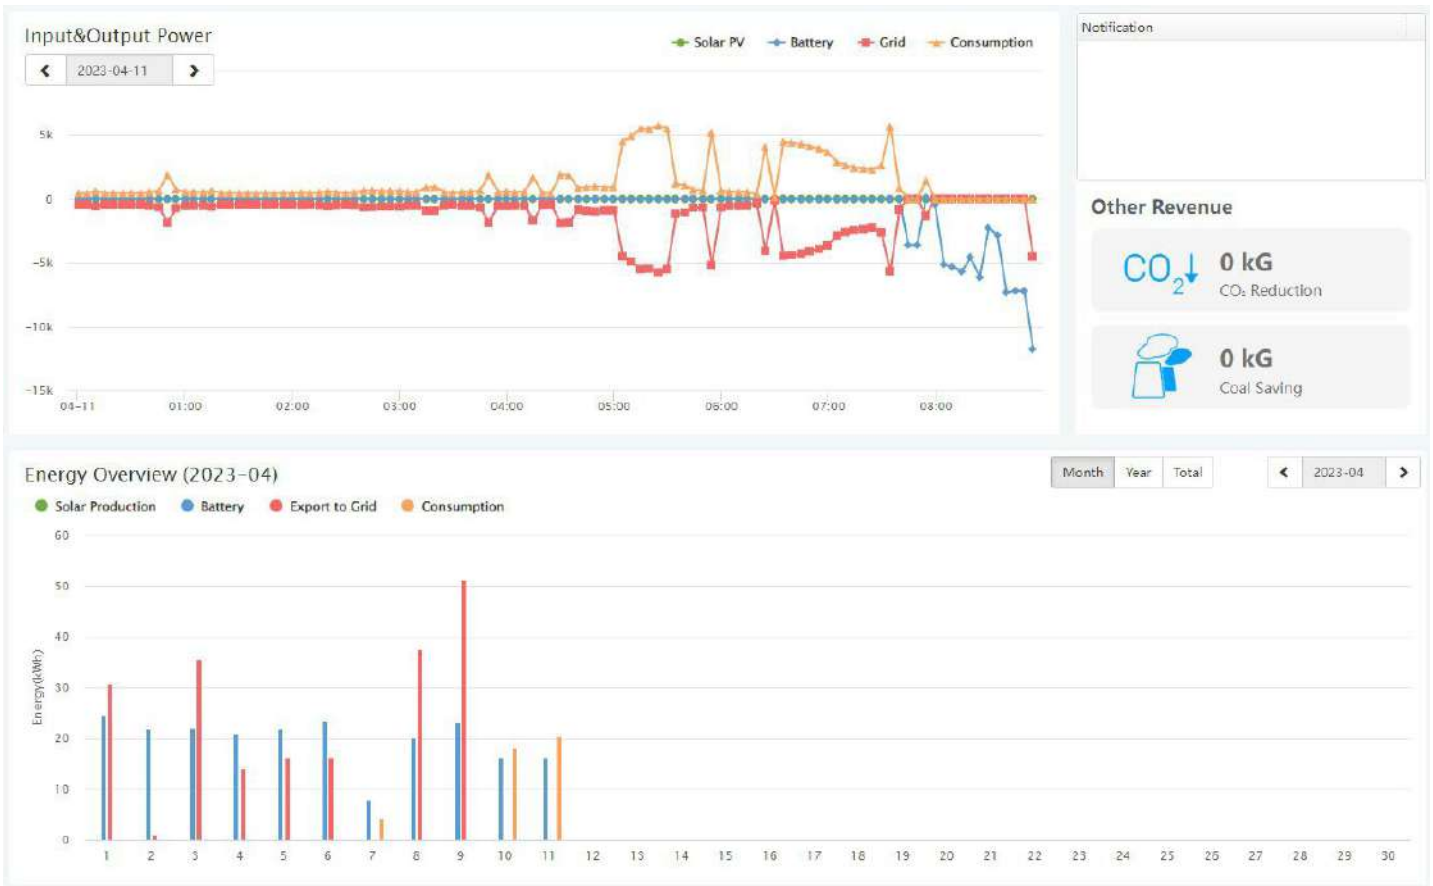 Input&Output Power
Solar PV Battery Grid Consumption
2023-04-11
5k
0
-5k
-10k
-15k
04-11 01:00 02:00 03:00 04:00 05:00 06:00 07:00 08:00
Notification
Other Revenue
CO2 0 kG
CO₂ Reduction
0 kG
Coal Saving
Energy Overview (2023-04)
Month Year Total 2023-04
Solar Production Battery Export to Grid Consumption
60
50
40
30
20
10
0
Energy(kWh)
1 2 3 4 5 6 7 8 9 10 11 12 13 14 15 16 17 18 19 20 21 22 23 24 25 26 27 28 29 30